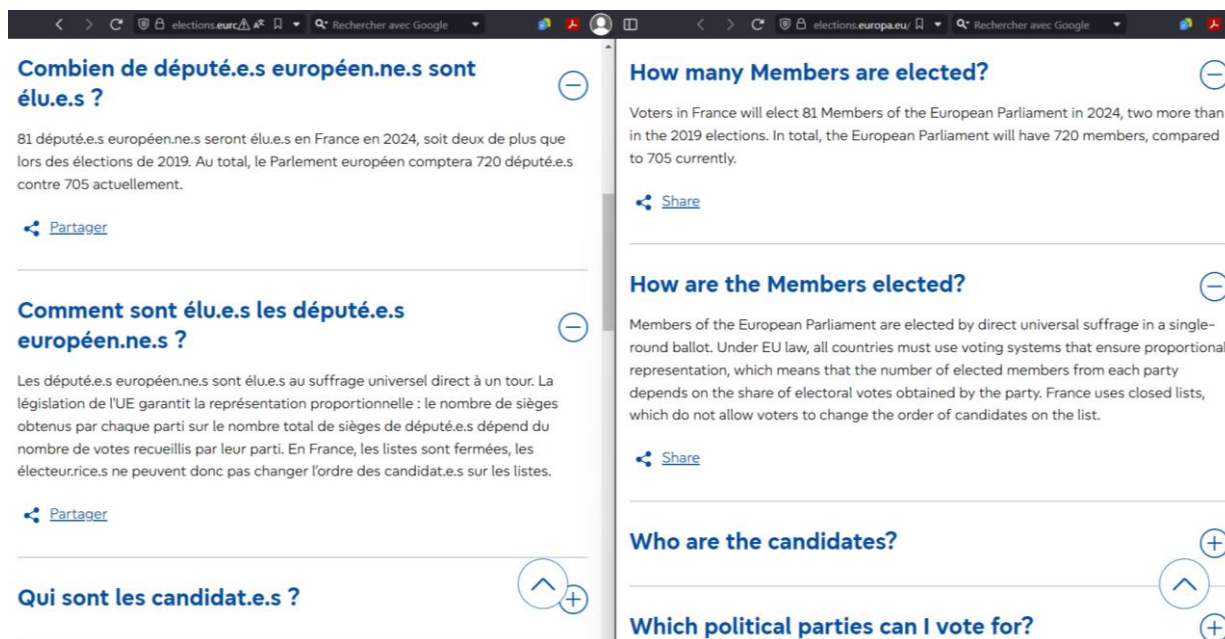 elections.eurc
Rechercher avec Google
Combien de député.e.s européen.ne.s sont
élu.e.s ?
81 député.e.s européen.ne.s seront élu.e.s en France en 2024, soit deux de plus que
lors des élections de 2019. Au total, le Parlement européen comptera 720 député.e.s
contre 705 actuellement.
Partager
Comment sont élu.e.s les député.e.s
européen.ne.s ?
Les député.e.s européen.ne.s sont élu.e.s au suffrage universel direct à un tour. La
législation de l'UE garantit la représentation proportionnelle : le nombre de sièges
obtenus par chaque parti sur le nombre total de sièges de député.e.s dépend du
nombre de votes recueillis par leur parti. En France, les listes sont fermées, les
électeur.rice.s ne peuvent donc pas changer l'ordre des candidat.e.s sur les listes.
Partager
Qui sont les candidat.e.s ?
elections.europa.eu/
Rechercher avec Google
How many Members are elected?
Voters in France will elect 81 Members of the European Parliament in 2024, two more than
in the 2019 elections. In total, the European Parliament will have 720 members, compared
to 705 currently.
Share
How are the Members elected?
Members of the European Parliament are elected by direct universal suffrage in a single-
round ballot. Under EU law, all countries must use voting systems that ensure proportional
representation, which means that the number of elected members from each party
depends on the share of electoral votes obtained by the party. France uses closed lists,
which do not allow voters to change the order of candidates on the list.
Share
Who are the candidates?
Which political parties can I vote for?